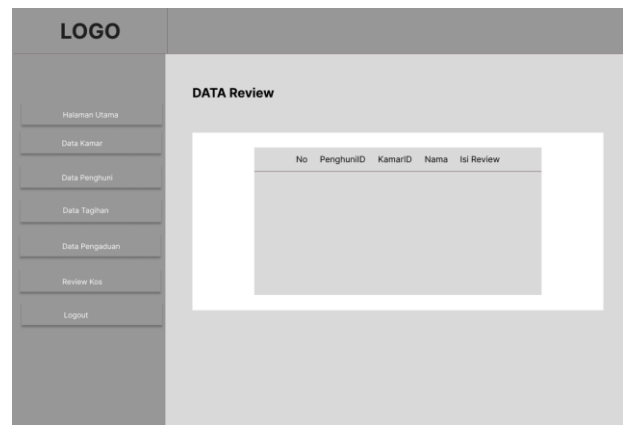 LOGO
DATA Review
Halaman Utama
Data Kamar
Data Penghuni
Data Tagihan
Data Pengaduan
Review Kos
Logout
No PenghuniID KamarID Nama Isi Review